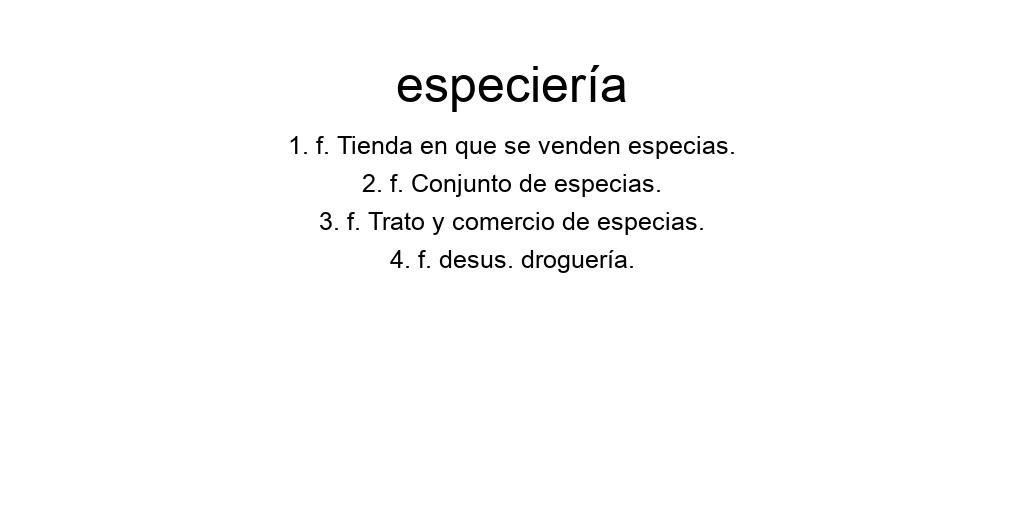 especiería
1. f. Tienda en que se venden especias.
2. f. Conjunto de especias.
3. f. Trato y comercio de especias.
4. f. desus. droguería.